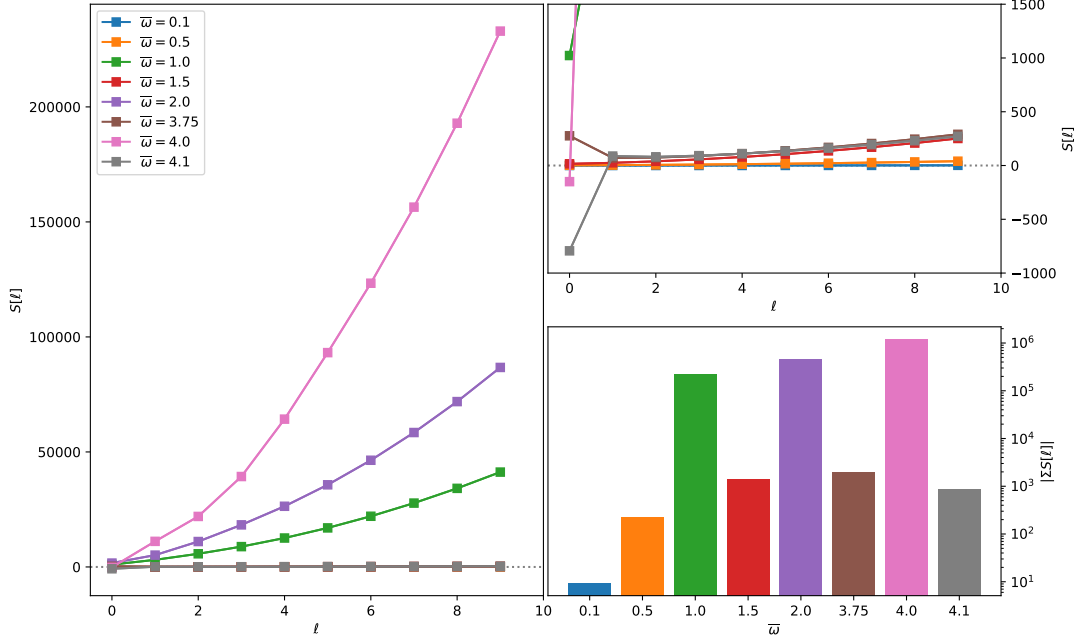 ω̅ = 0.1
ω̅ = 0.5
ω̅ = 1.0
ω̅ = 1.5
ω̅ = 2.0
ω̅ = 3.75
ω̅ = 4.0
ω̅ = 4.1
200000
150000
100000
50000
0
S[ℓ]
0 2 4 6 8 10
ℓ
1500
1000
500
0
−500
−1000
S[ℓ]
0 2 4 6 8 10
ℓ
10⁶
10⁵
10⁴
10³
10²
10¹
|ΣS[ℓ]|
0.1 0.5 1.0 1.5 2.0 3.75 4.0 4.1
ω̅